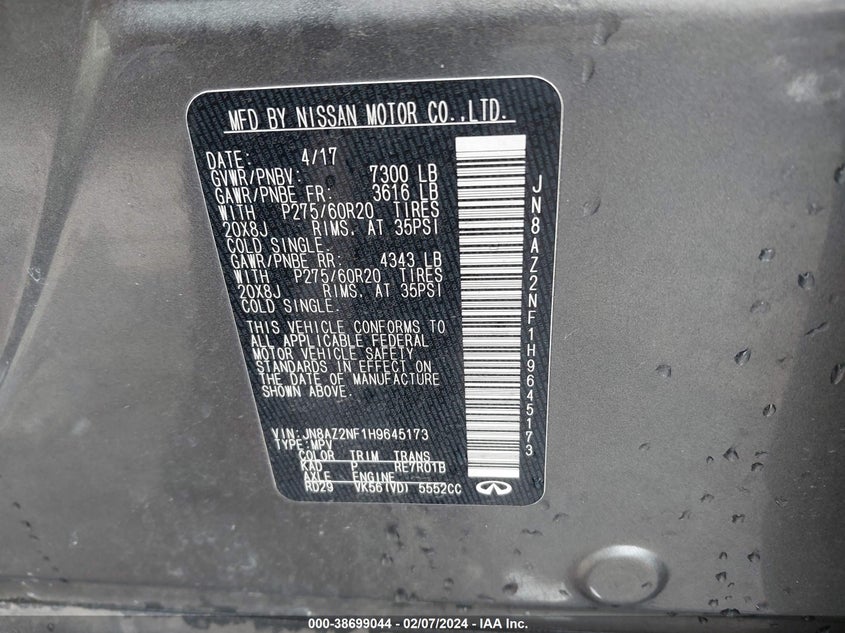 MFD BY NISSAN MOTOR CO.,LTD.
DATE: 4/17
GVWR/PNBV: 7300 LB
GAWR/PNBE FR: 3616 LB
WITH P275/60R20 TIRES
20X8J RIMS. AT 35PSI
COLD SINGLE.
GAWR/PNBE RR: 4343 LB
WITH P275/60R20 TIRES
20X8J RIMS. AT 35PSI
COLD SINGLE.
THIS VEHICLE CONFORMS TO
ALL APPLICABLE FEDERAL
MOTOR VEHICLE SAFETY
STANDARDS IN EFFECT ON
THE DATE OF MANUFACTURE
SHOWN ABOVE.
VIN:JN8AZ2NF1H9645173
TYPE:MPV
COLOR TRIM TRANS
KAD P RE7R01B
AXLE ENGINE
RD29 VK56(VD) 5552CC
JN8AZ2NF1H9645173
000-38699044 -- 02/07/2024 -- IAA Inc.